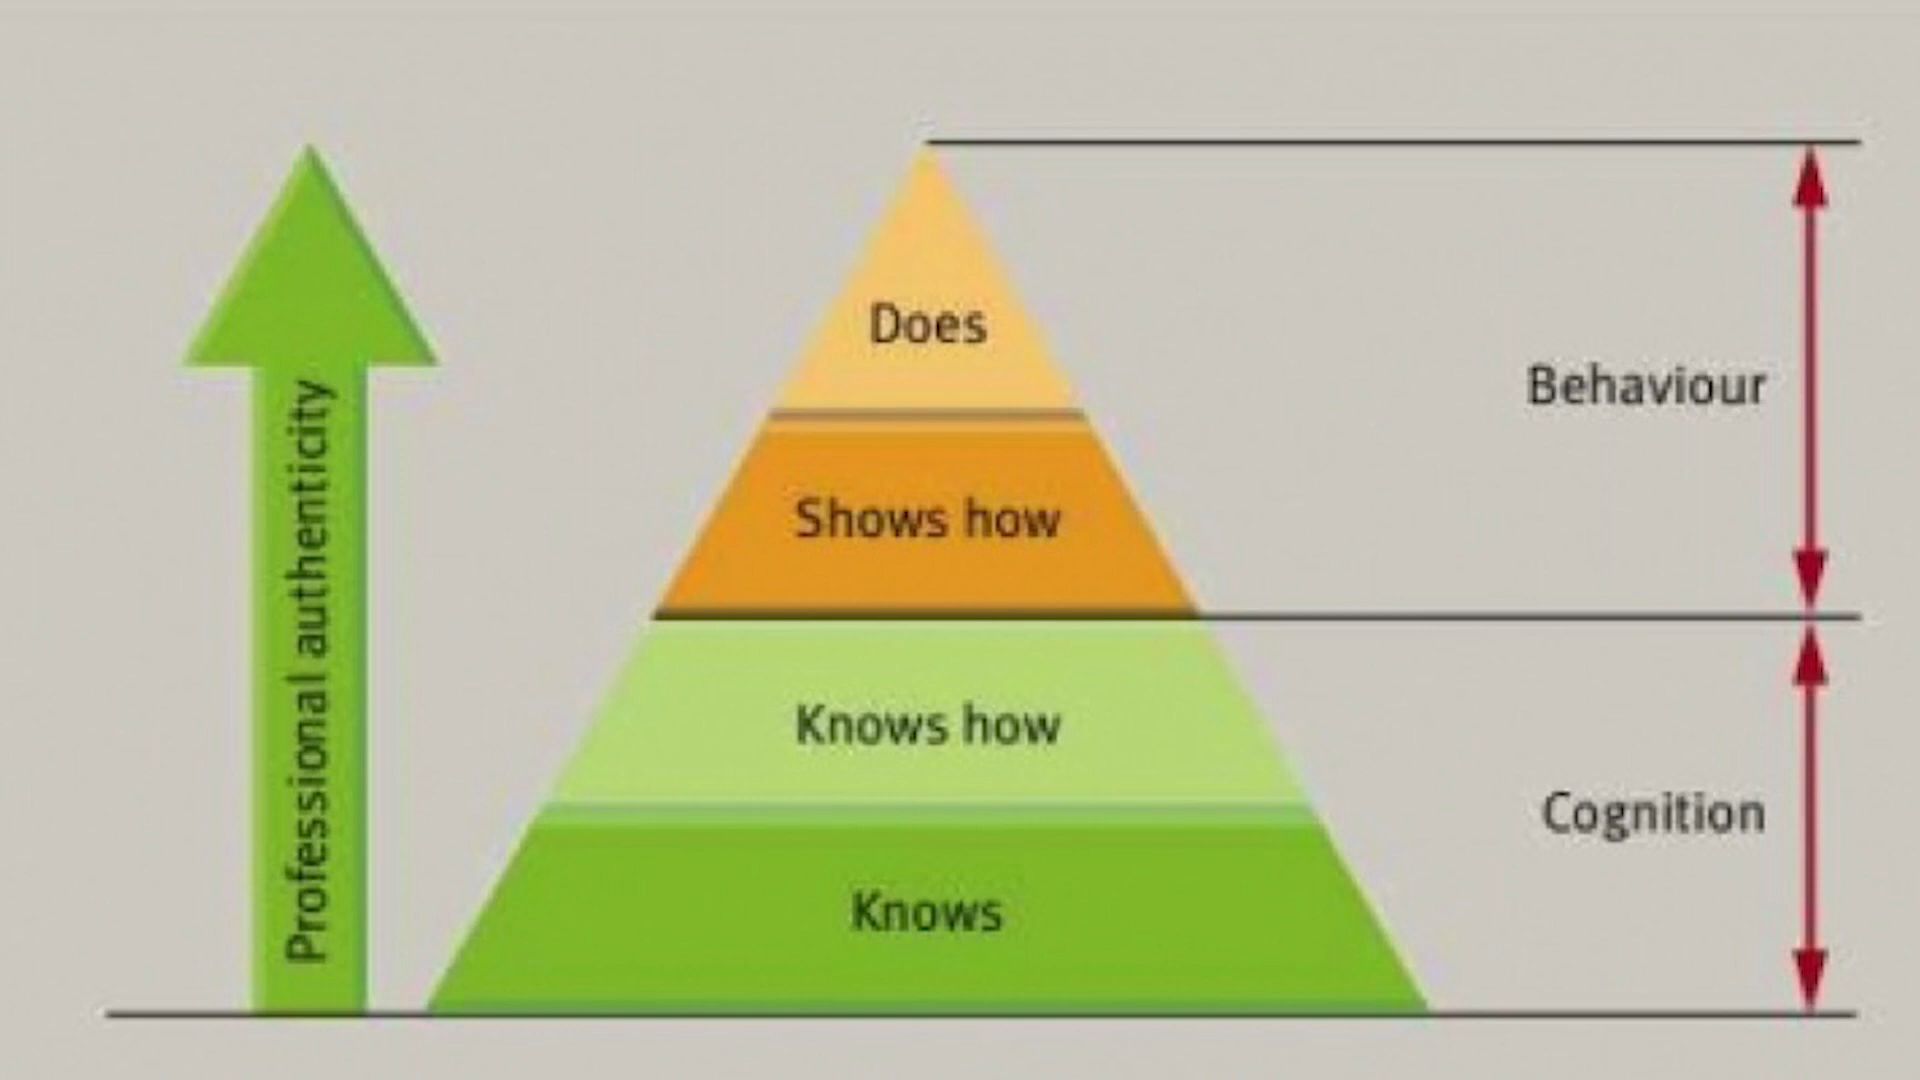 Professional authenticity
Does
Shows how
Knows how
Knows
Behaviour
Cognition